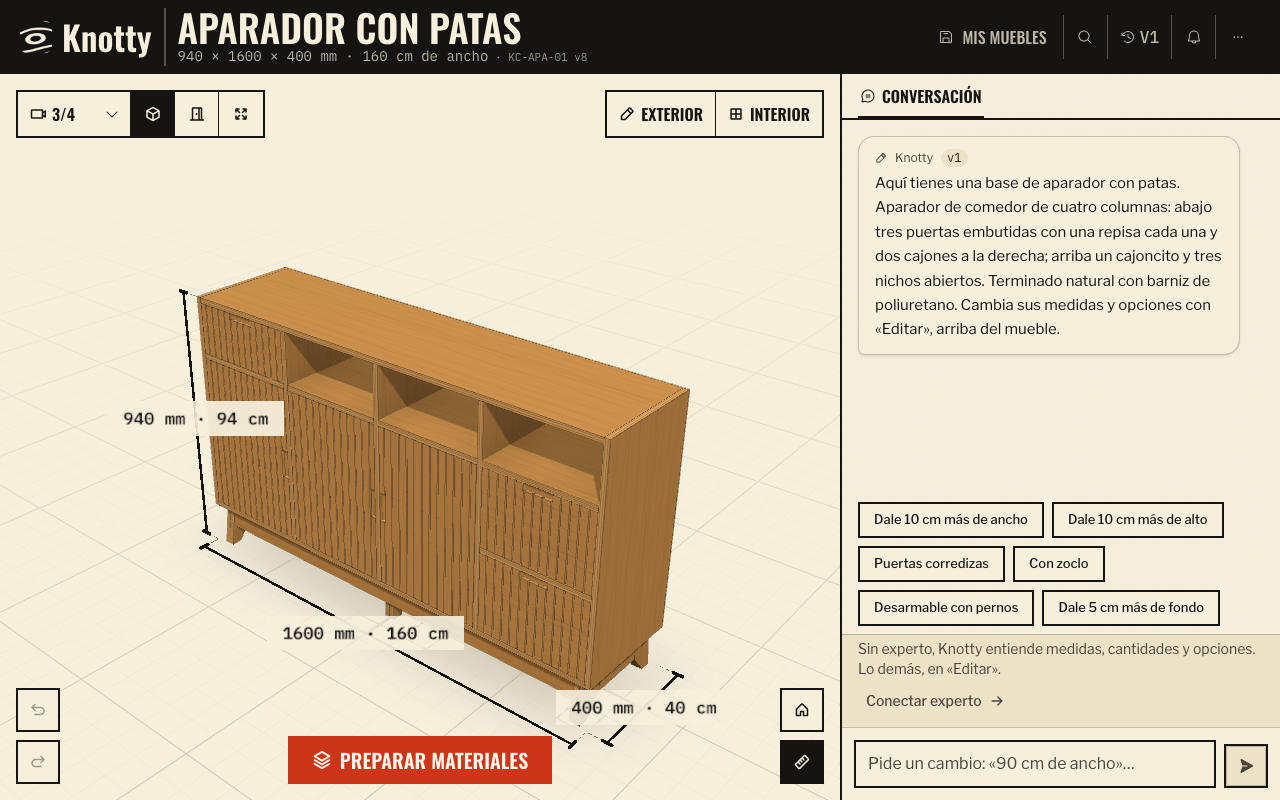 Knotty
APARADOR CON PATAS
940 × 1600 × 400 mm · 160 cm de ancho · KC-APA-01 v8
MIS MUEBLES
V1
3/4
EXTERIOR
INTERIOR
940 mm · 94 cm
1600 mm · 160 cm
400 mm · 40 cm
PREPARAR MATERIALES
CONVERSACIÓN
Knotty v1
Aquí tienes una base de aparador con patas.
Aparador de comedor de cuatro columnas: abajo
tres puertas embutidas con una repisa cada una y
dos cajones a la derecha; arriba un cajoncito y tres
nichos abiertos. Terminado natural con barniz de
poliuretano. Cambia sus medidas y opciones con
«Editar», arriba del mueble.
Dale 10 cm más de ancho
Dale 10 cm más de alto
Puertas corredizas
Con zoclo
Desarmable con pernos
Dale 5 cm más de fondo
Sin experto, Knotty entiende medidas, cantidades y opciones.
Lo demás, en «Editar».
Conectar experto →
Pide un cambio: «90 cm de ancho»...